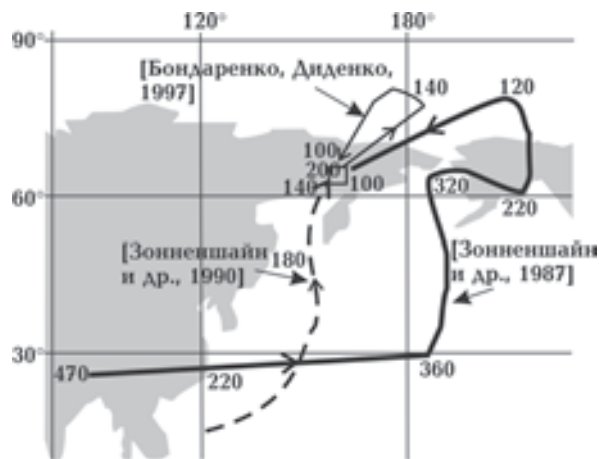 120° 180°
90°
[Бондаренко, Диденко,
1997]
140 120
100
200
140 100 320
60°
220
[Зонненшайн
и др., 1990]
180
[Зонненшайн
и др., 1987]
30°
470 220 360